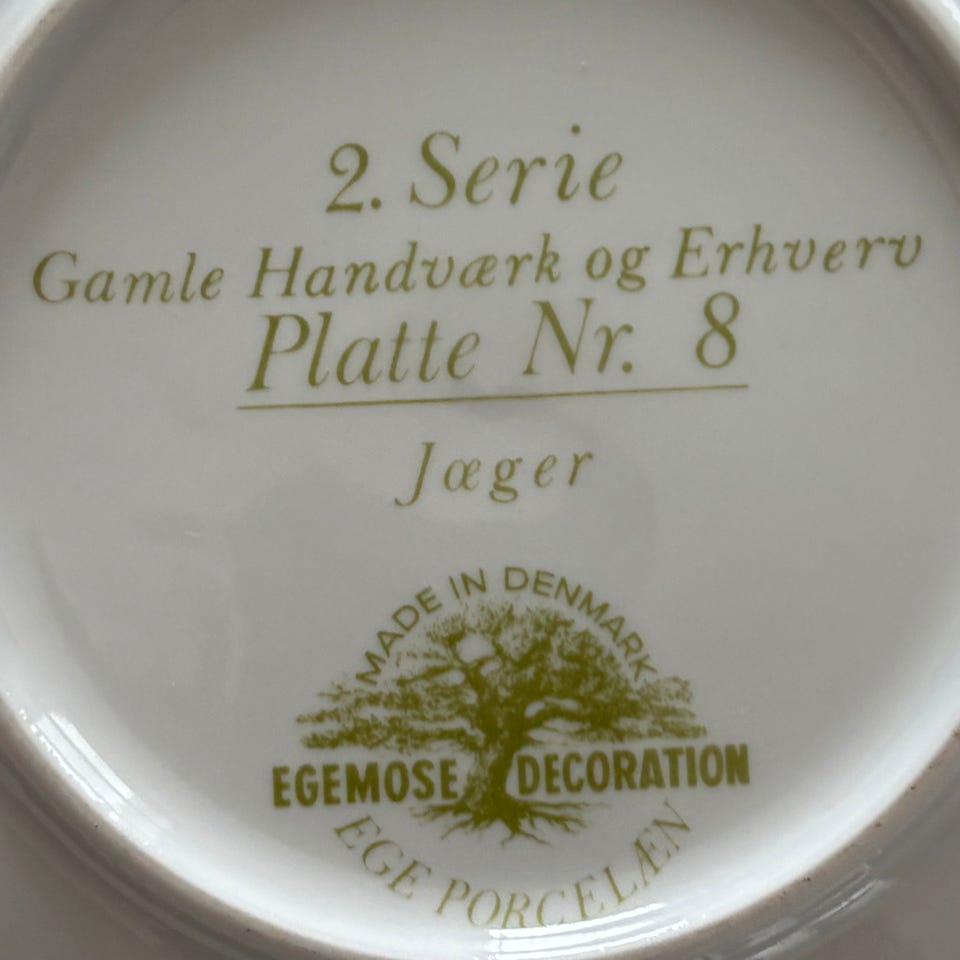 2. Serie
Gamle Handværk og Erhverv
Platte Nr. 8
Jæger
MADE IN DENMARK
EGEMOSE DECORATION
EGE PORCELÆN